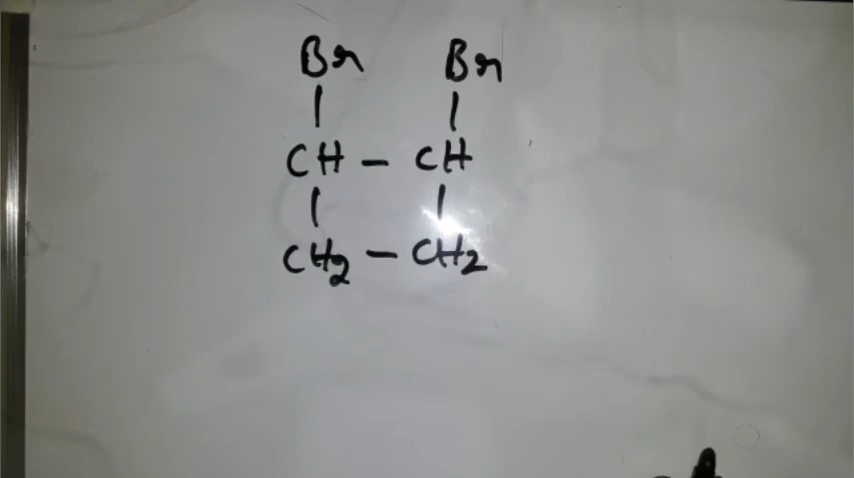 Br Br
| |
CH - CH
| |
CH2 - CH2